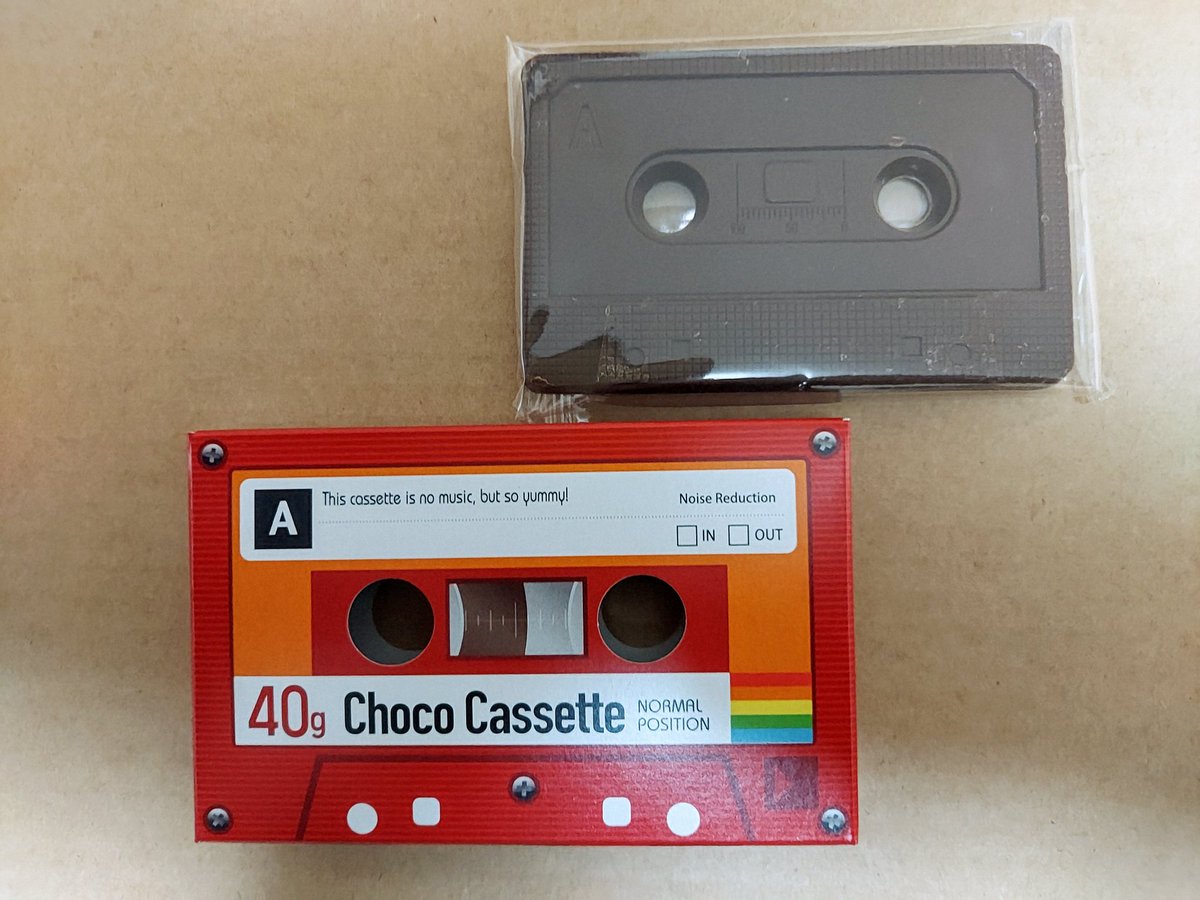 A
A
This cassette is no music, but so yummy!
Noise Reduction
IN OUT
40g Choco Cassette
NORMAL
POSITION